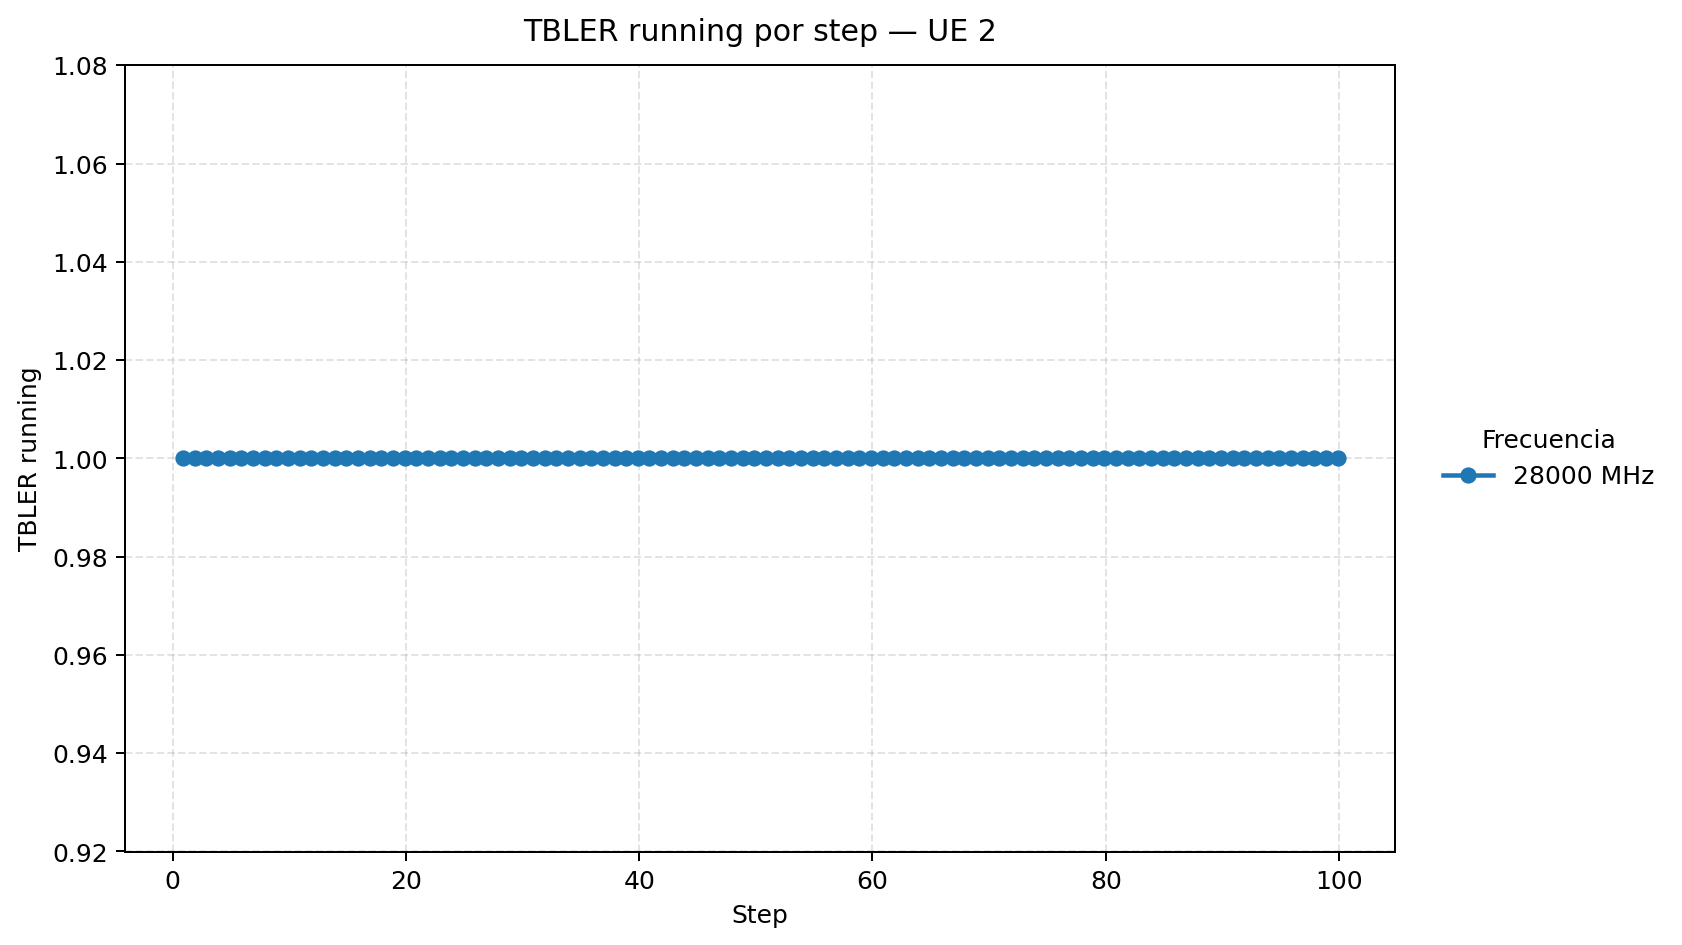 TBLER running por step — UE 2
1.08
1.06
1.04
1.02
1.00
0.98
0.96
0.94
0.92
TBLER running
0 20 40 60 80 100
Step
Frecuencia
28000 MHz